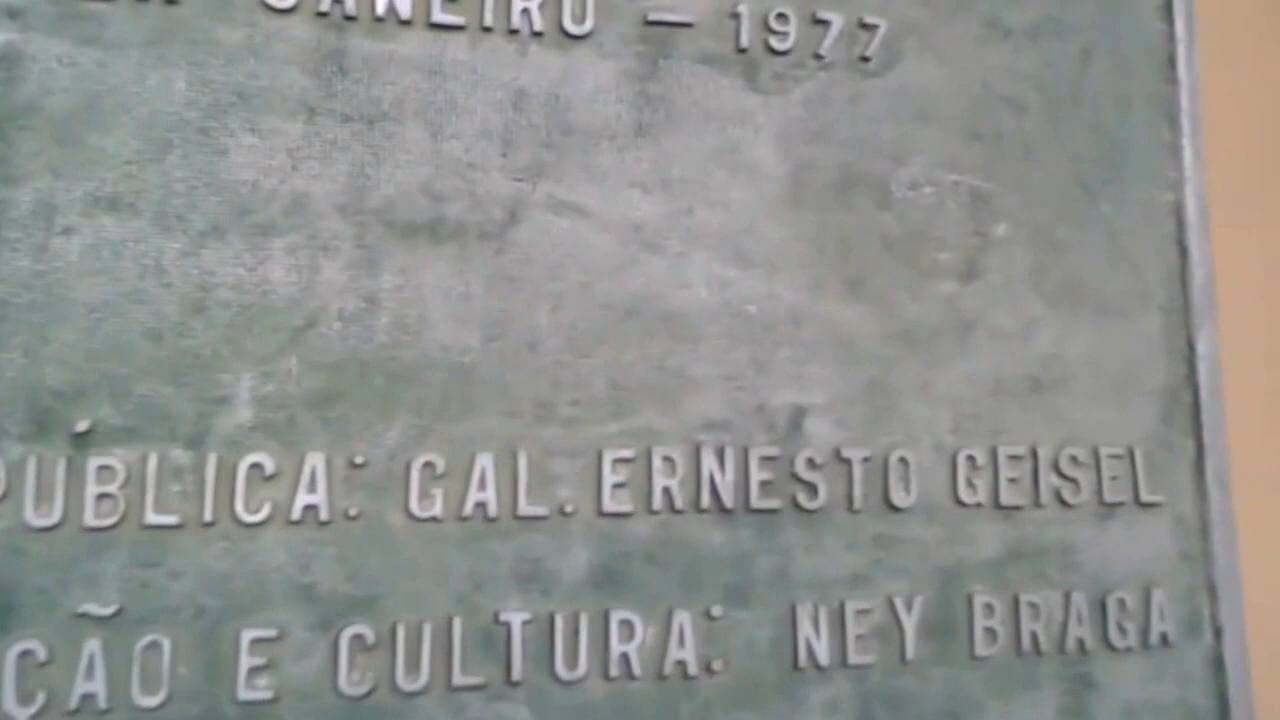 JANEIRO — 1977
PÚBLICA: GAL. ERNESTO GEISEL
ÇÃO E CULTURA: NEY BRAGA